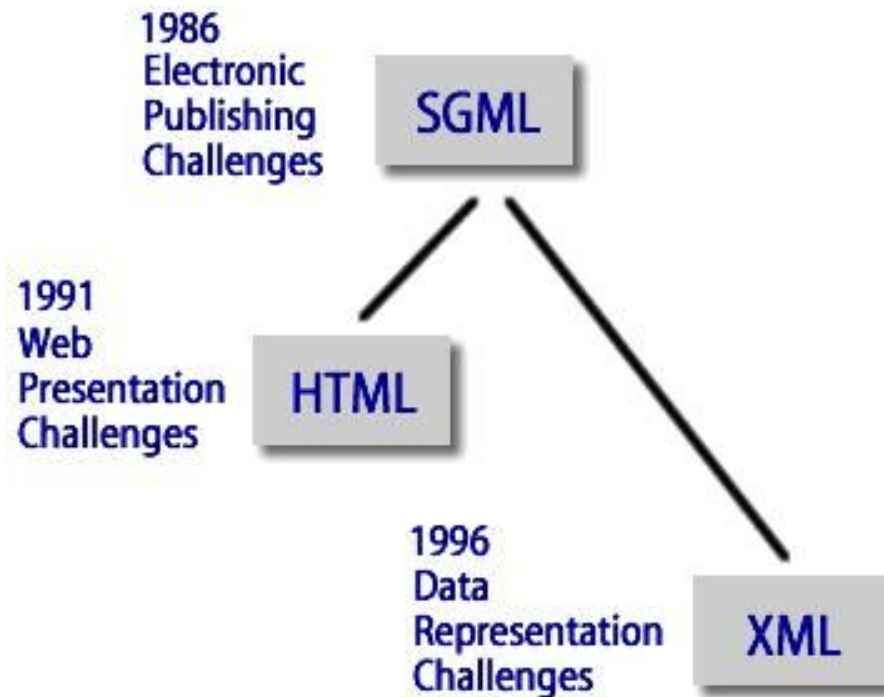 1986
Electronic
Publishing
Challenges
SGML
1991
Web
Presentation
Challenges
HTML
1996
Data
Representation
Challenges
XML